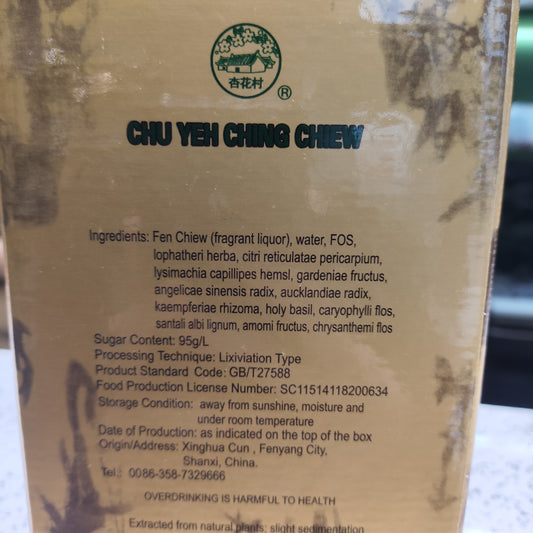 杏花村
®
CHU YEH CHING CHIEW
Ingredients: Fen Chiew (fragrant liquor), water, FOS,
lophatheri herba, citri reticulatae pericarpium,
lysimachia capillipes hemsl, gardeniae fructus,
angelicae sinensis radix, aucklandiae radix,
kaempferiae rhizoma, holy basil, caryophylli flos,
santali albi lignum, amomi fructus, chrysanthemi flos
Sugar Content: 95g/L
Processing Technique: Lixiviation Type
Product Standard Code: GB/T27588
Food Production License Number: SC11514118200634
Storage Condition: away from sunshine, moisture and
under room temperature
Date of Production: as indicated on the top of the box
Origin/Address: Xinghua Cun , Fenyang City,
Shanxi, China.
Tel.: 0086-358-7329666
OVERDRINKING IS HARMFUL TO HEALTH
Extracted from natural plants; slight sedimentation